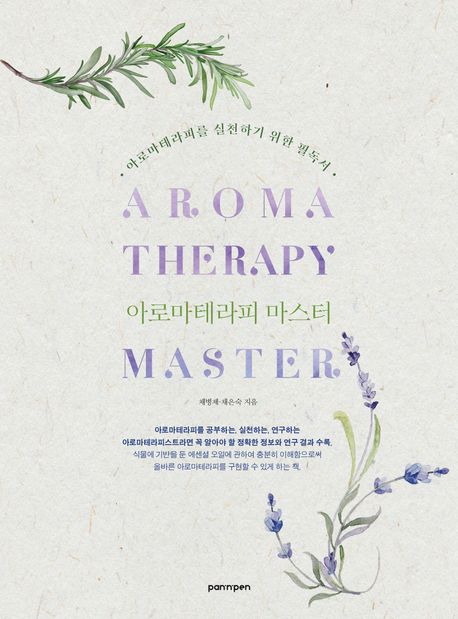 • 아로마테라피를 실천하기 위한 필독서 •
AROMA
THERAPY
아로마테라피 마스터
MASTER
채병제·채은숙 지음
아로마테라피를 공부하는, 실천하는, 연구하는
아로마테라피스트라면 꼭 알아야 할 정확한 정보와 연구 결과 수록.
식물에 기반을 둔 에센셜 오일에 관하여 충분히 이해함으로써
올바른 아로마테라피를 구현할 수 있게 하는 책.
pan'n'pen